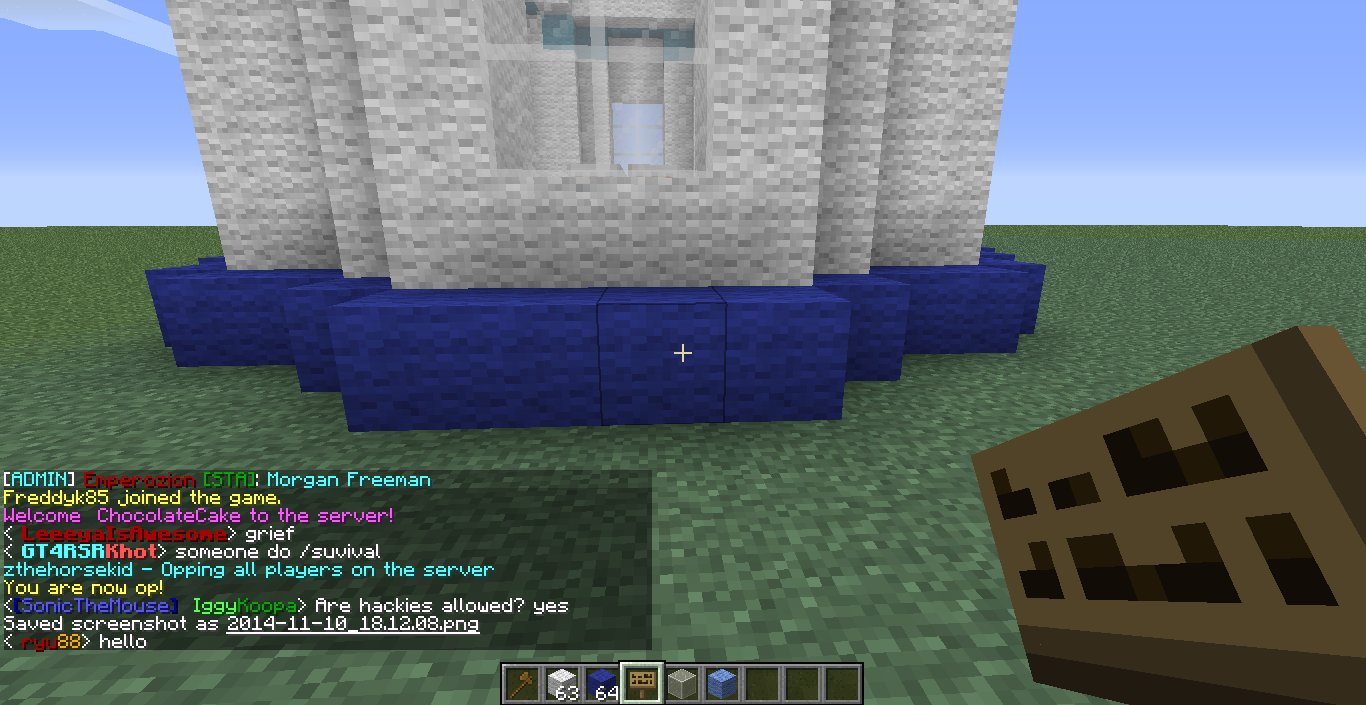 [ADMIN] Emperozion [STA]: Morgan Freeman
Freddyk85 joined the game.
Welcome ChocolateCake to the server!
< LeeeyaIsAwesome> grief
< GT4R5RKhot> someone do /suvival
zthehorsekid - Opping all players on the server
You are now op!
<[SonicTheMouse] IggyKoopa> Are hackies allowed? yes
Saved screenshot as 2014-11-10_18.12.08.png
< ryu88> hello
63 64